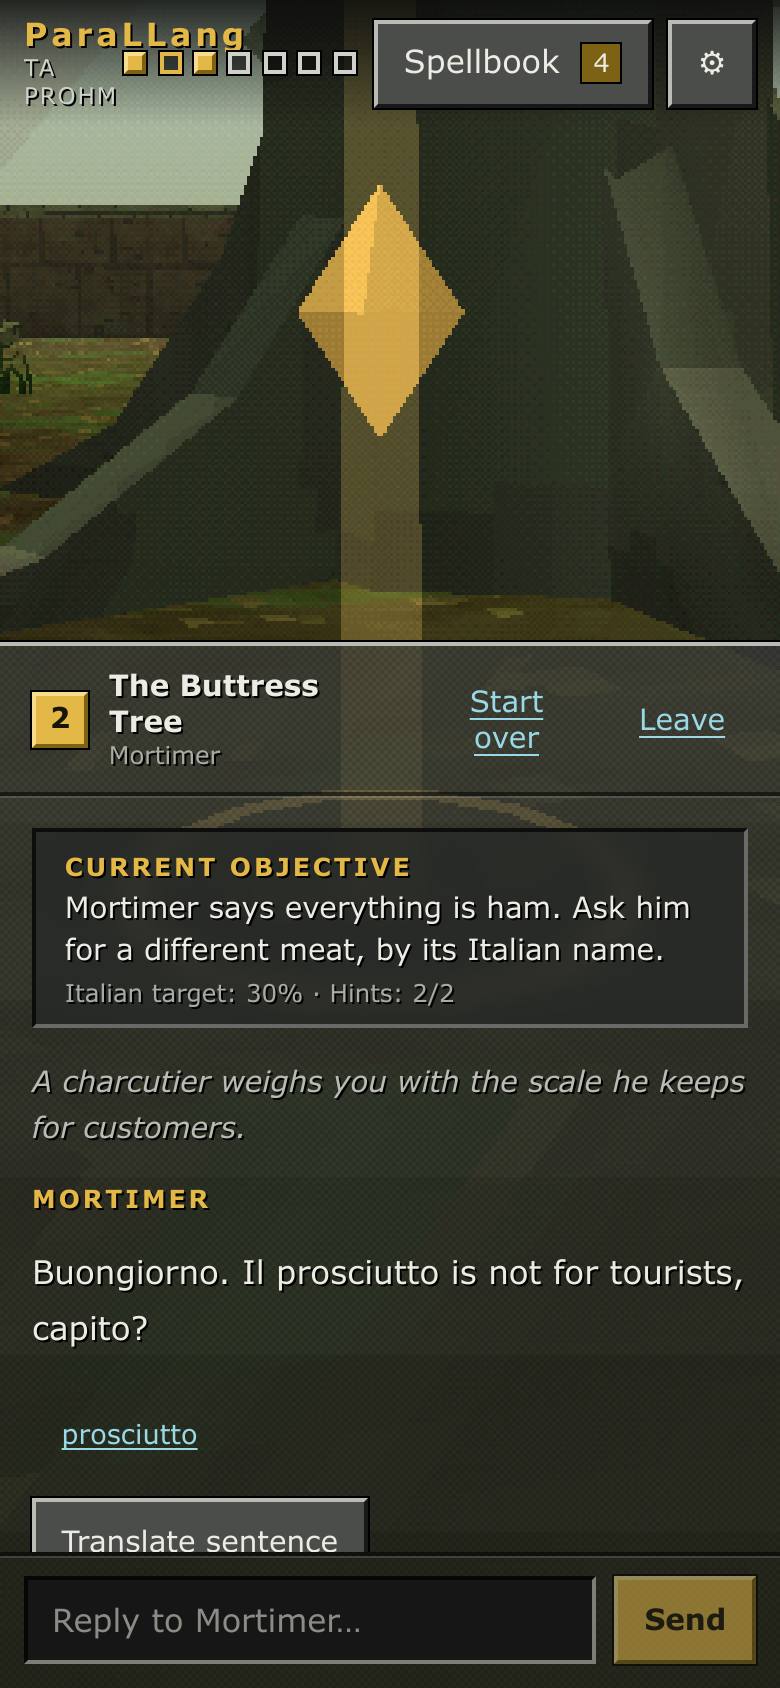 ParaLLang
TA
PROHM
Spellbook 4
⚙
2
The Buttress
Tree
Mortimer
Start
over
Leave
CURRENT OBJECTIVE
Mortimer says everything is ham. Ask him
for a different meat, by its Italian name.
Italian target: 30% · Hints: 2/2
A charcutier weighs you with the scale he keeps
for customers.
MORTIMER
Buongiorno. Il prosciutto is not for tourists,
capito?
prosciutto
Translate sentence
Reply to Mortimer…
Send